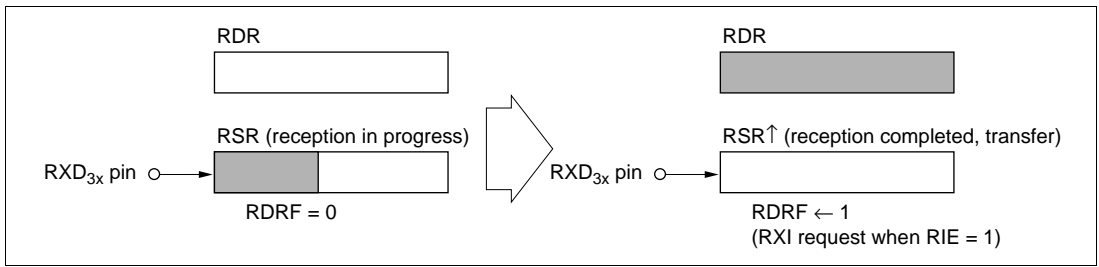 RDR
RSR (reception in progress)
RXD3x pin
RDRF = 0
RDR
RSR↑ (reception completed, transfer)
RXD3x pin
RDRF ← 1
(RXI request when RIE = 1)